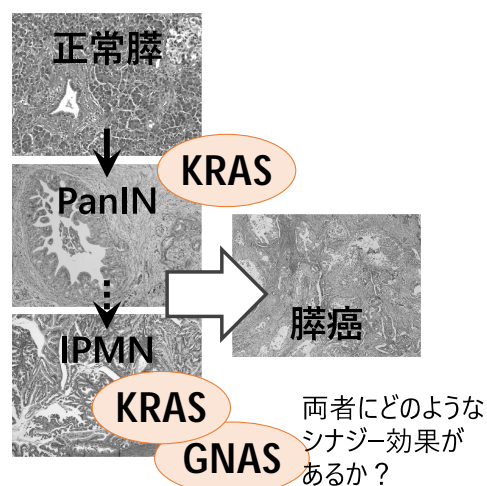 正常膵
KRAS
PanIN
膵癌
IPMN
KRAS
GNAS
両者にどのような
シナジー効果が
あるか？